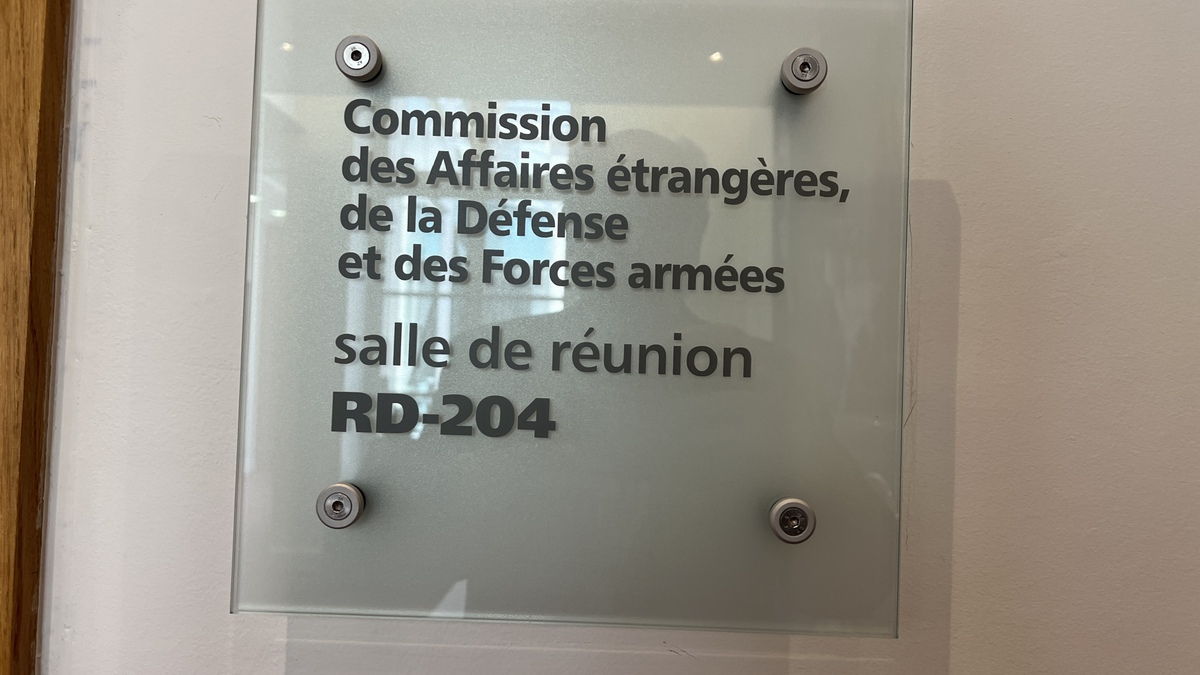 Commission
des Affaires étrangères,
de la Défense
et des Forces armées
salle de réunion
RD-204